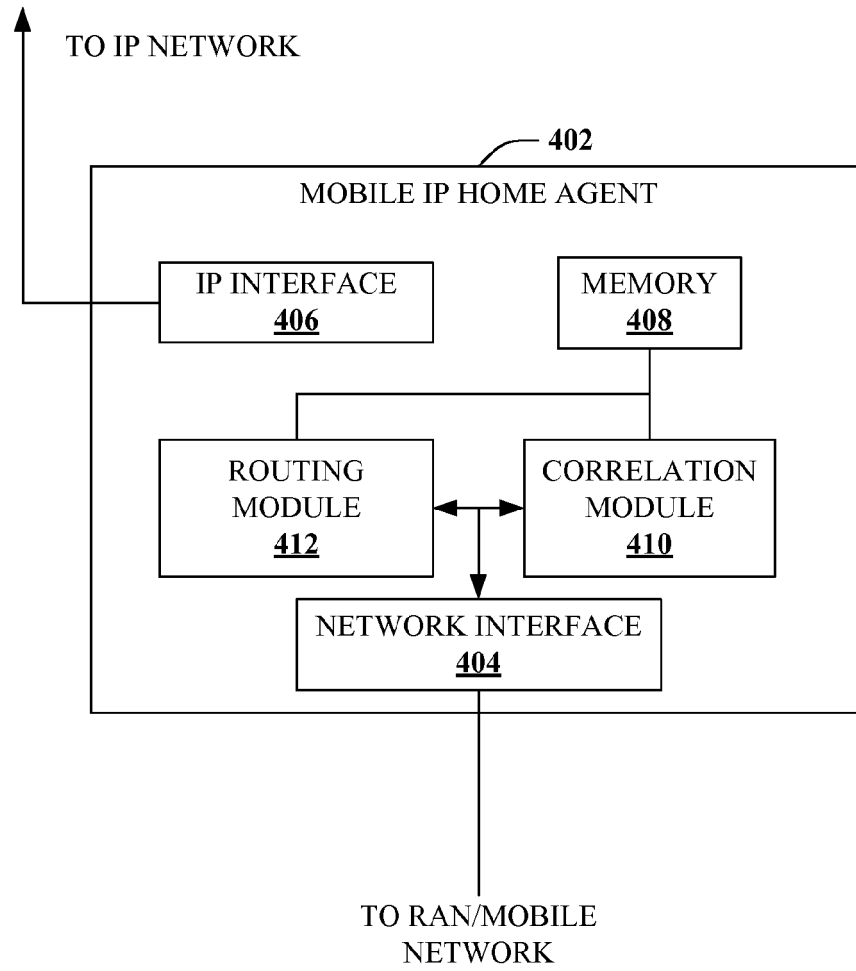 TO IP NETWORK
402
MOBILE IP HOME AGENT
IP INTERFACE
406
MEMORY
408
ROUTING
MODULE
412
CORRELATION
MODULE
410
NETWORK INTERFACE
404
TO RAN/MOBILE
NETWORK